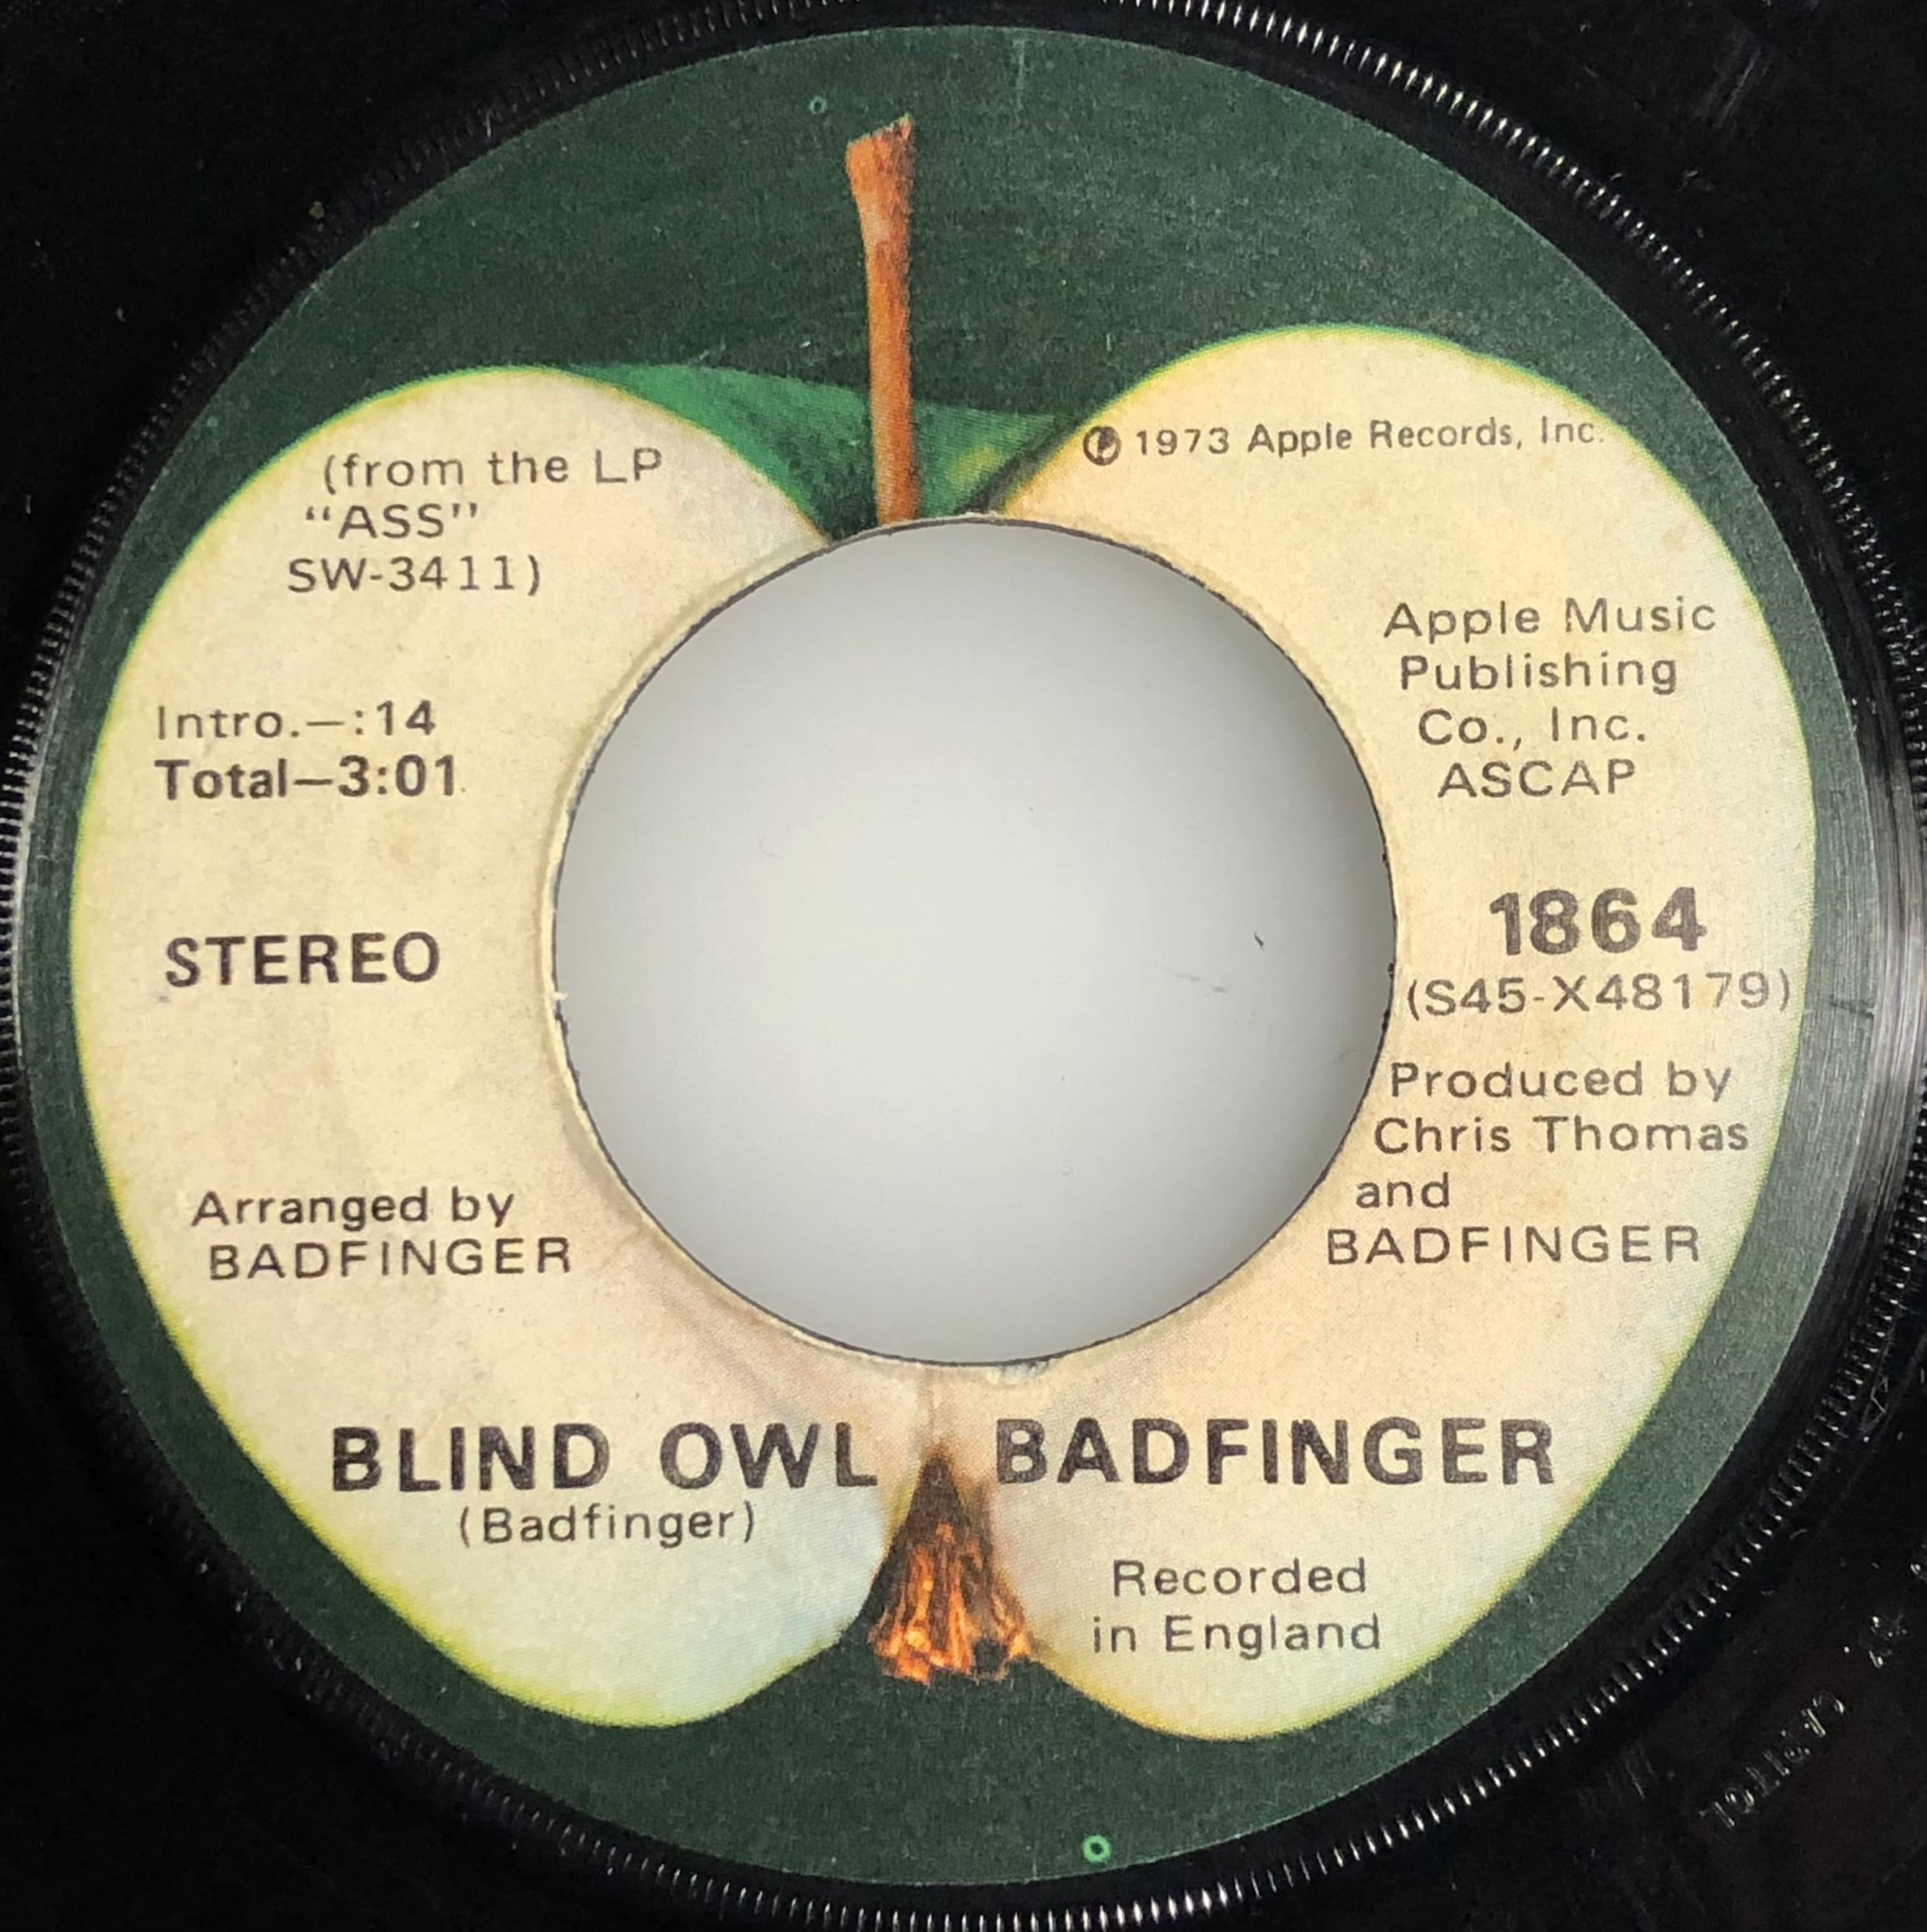 (from the LP
"ASS"
SW-3411)
Intro.—:14
Total—3:01
STEREO
Arranged by
BADFINGER
BLIND OWL
(Badfinger)
℗ 1973 Apple Records, Inc.
Apple Music
Publishing
Co., Inc.
ASCAP
1864
(S45-X48179)
Produced by
Chris Thomas
and
BADFINGER
BADFINGER
Recorded
in England
CAPITOL